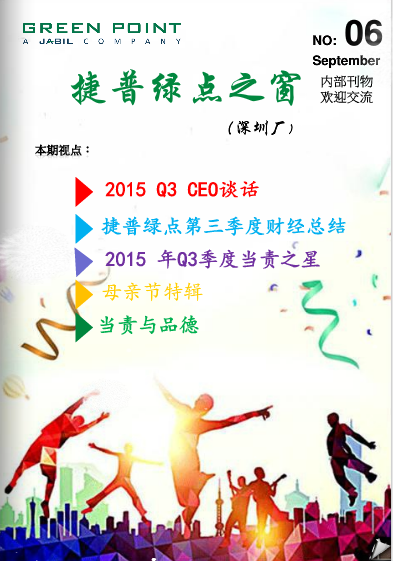 GREEN POINT
A JABIL COMPANY
NO: 06
September
内部刊物
欢迎交流
捷普绿点之窗
(深圳厂)
本期视点：
2015 Q3 CEO谈话
捷普绿点第三季度财经总结
2015 年Q3季度当责之星
母亲节特辑
当责与品德